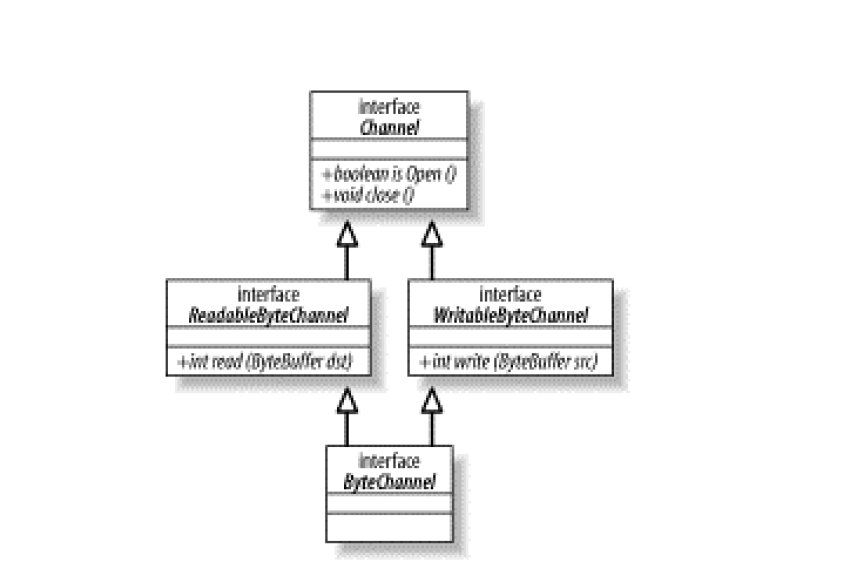 interface
Channel
+boolean is Open ()
+void close ()
interface
ReadableByteChannel
+int read (ByteBuffer dst)
interface
WritableByteChannel
+int write (ByteBuffer src)
interface
ByteChannel